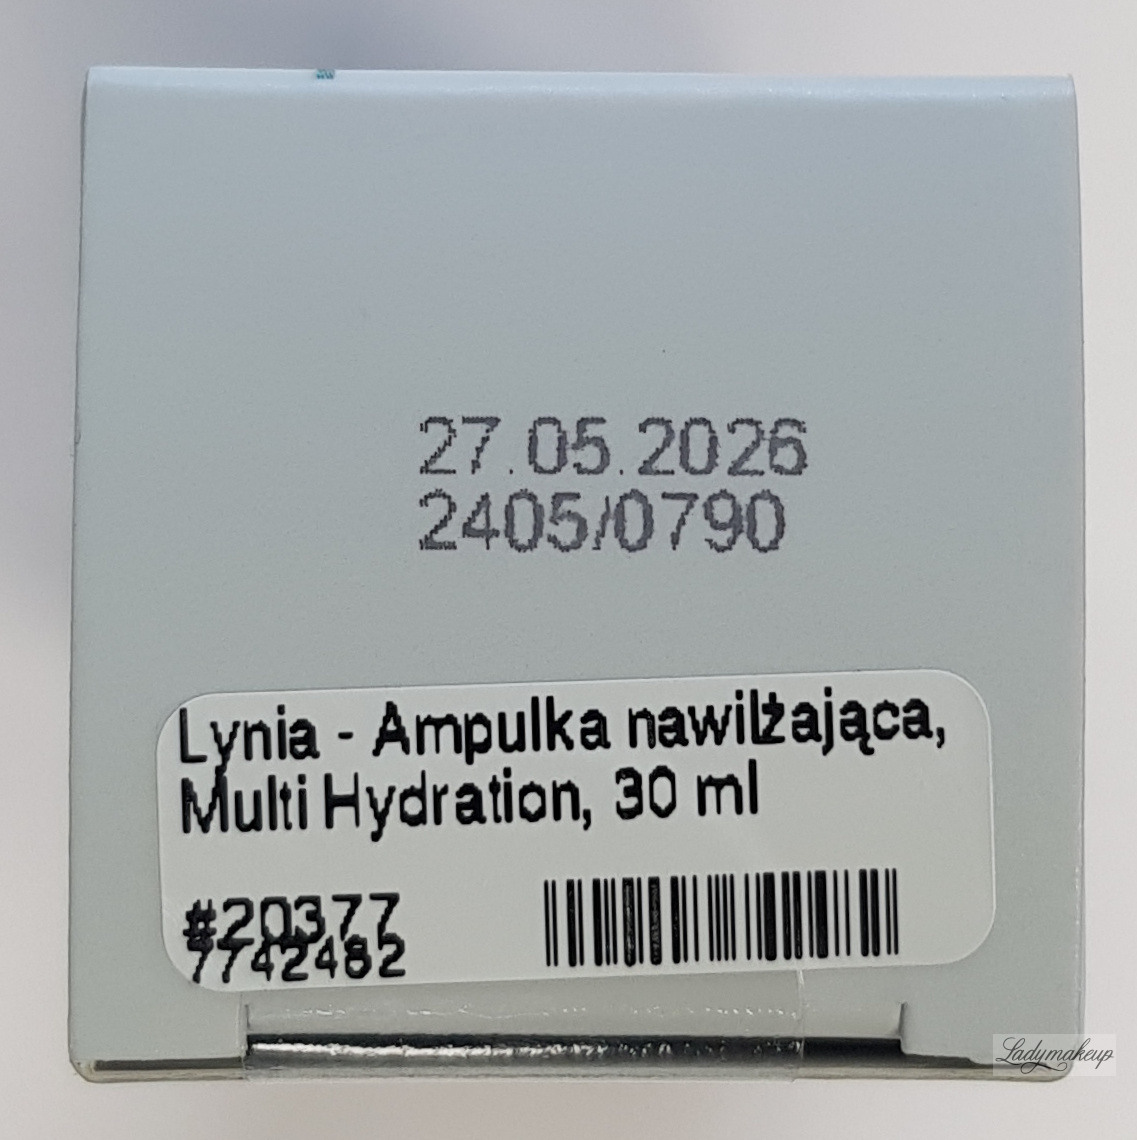 27.05.2026
2405/0790
Lynia - Ampulka nawilżająca,
Multi Hydration, 30 ml
#20377
7742482
Ladymakeup